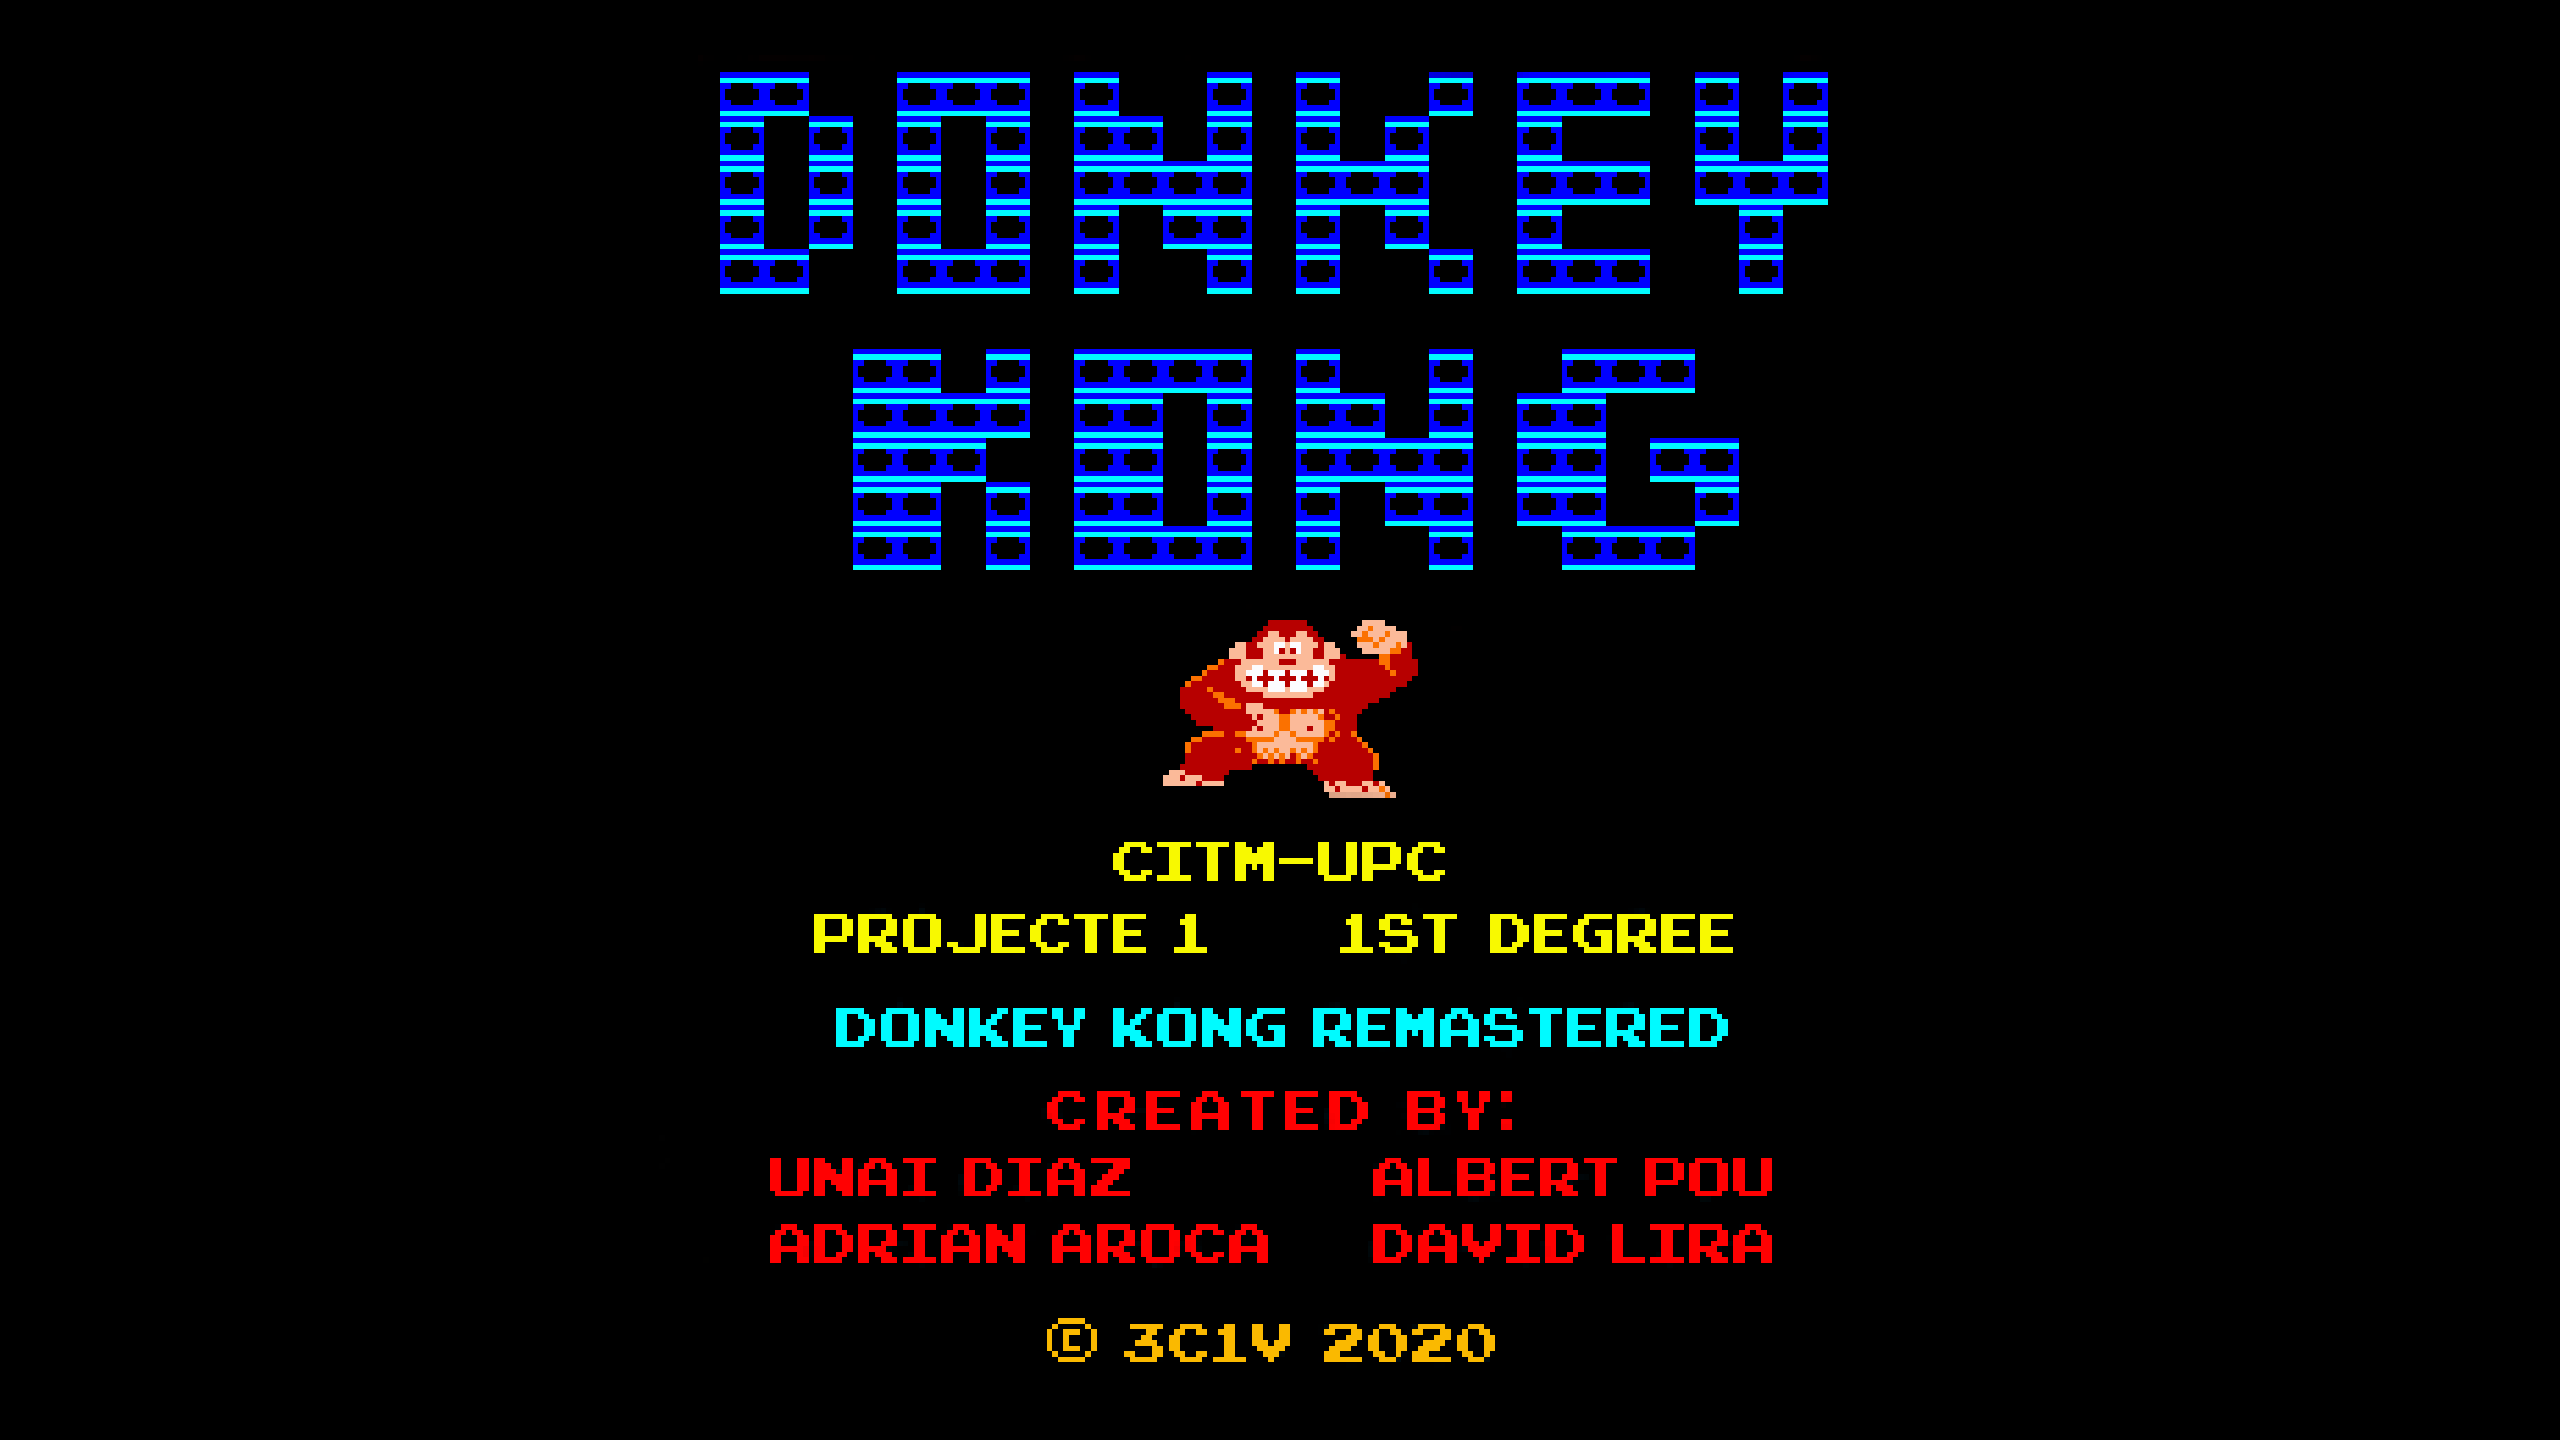 DONKEY
KONG
CITM-UPC
PROJECTE 1 1ST DEGREE
DONKEY KONG REMASTERED
CREATED BY:
UNAI DIAZ ALBERT POU
ADRIAN AROCA DAVID LIRA
© 3C1V 2020